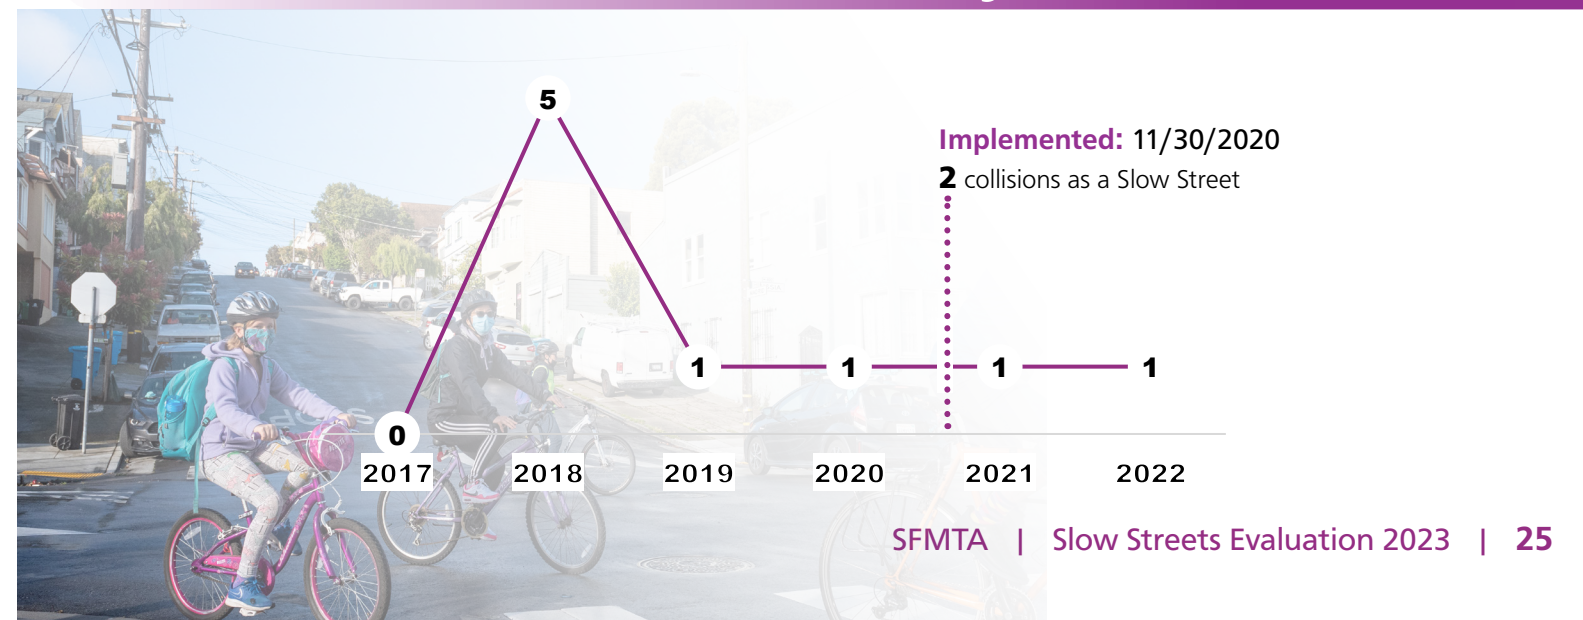 5
Implemented: 11/30/2020
2 collisions as a Slow Street
1 1 1 1
0
2017 2018 2019 2020 2021 2022
SFMTA | Slow Streets Evaluation 2023 | 25